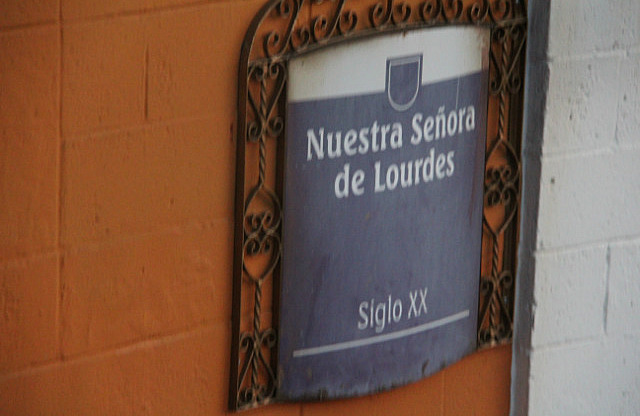 Nuestra Señora
de Lourdes
Siglo XX